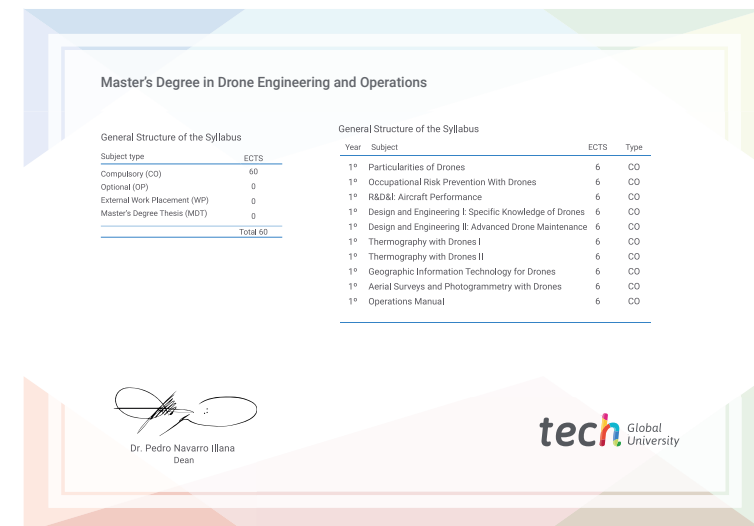 Master's Degree in Drone Engineering and Operations
General Structure of the Syllabus
Subject type ECTS
Compulsory (CO) 60
Optional (OP) 0
External Work Placement (WP) 0
Master's Degree Thesis (MDT) 0
Total 60
General Structure of the Syllabus
Year Subject ECTS Type
1º Particularities of Drones 6 CO
1º Occupational Risk Prevention With Drones 6 CO
1º R&D&I: Aircraft Performance 6 CO
1º Design and Engineering I: Specific Knowledge of Drones 6 CO
1º Design and Engineering II: Advanced Drone Maintenance 6 CO
1º Thermography with Drones I 6 CO
1º Thermography with Drones II 6 CO
1º Geographic Information Technology for Drones 6 CO
1º Aerial Surveys and Photogrammetry with Drones 6 CO
1º Operations Manual 6 CO
Dr. Pedro Navarro Illana
Dean
tech Global University